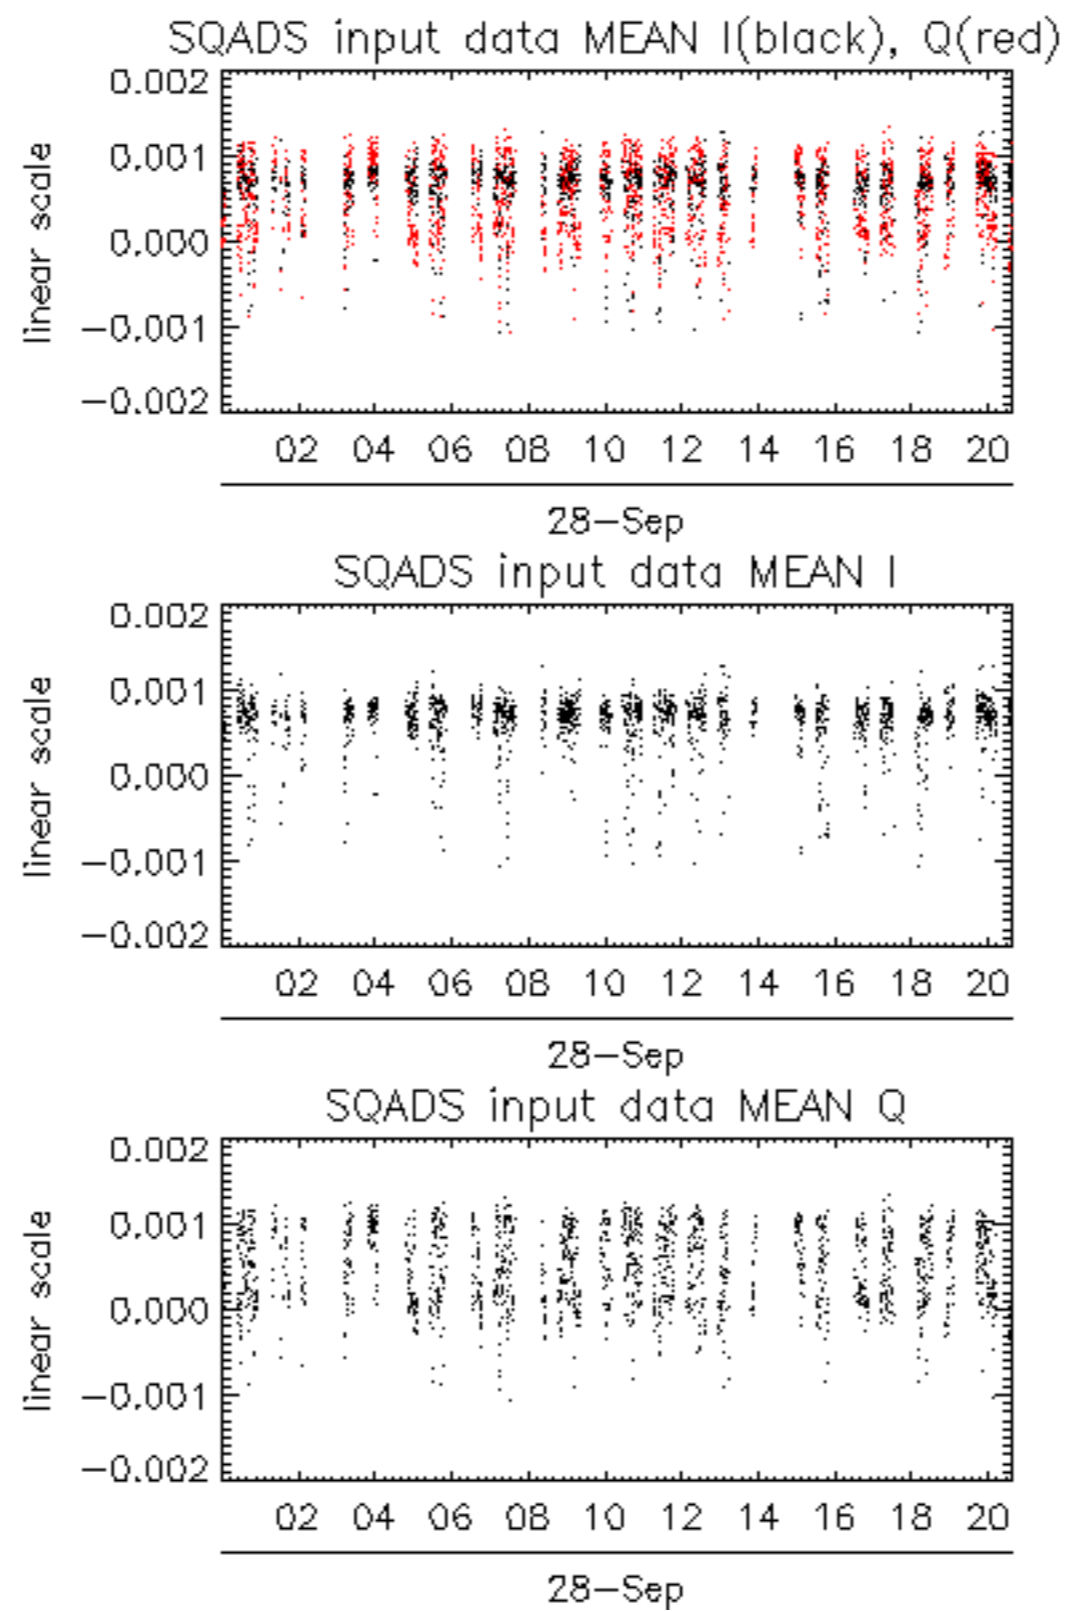 SQADS input data MEAN I(black), Q(red)
0.002
0.001
0.000
−0.001
−0.002
linear scale
02 04 06 08 10 12 14 16 18 20
28−Sep
SQADS input data MEAN I
0.002
0.001
0.000
−0.001
−0.002
linear scale
02 04 06 08 10 12 14 16 18 20
28−Sep
SQADS input data MEAN Q
0.002
0.001
0.000
−0.001
−0.002
linear scale
02 04 06 08 10 12 14 16 18 20
28−Sep